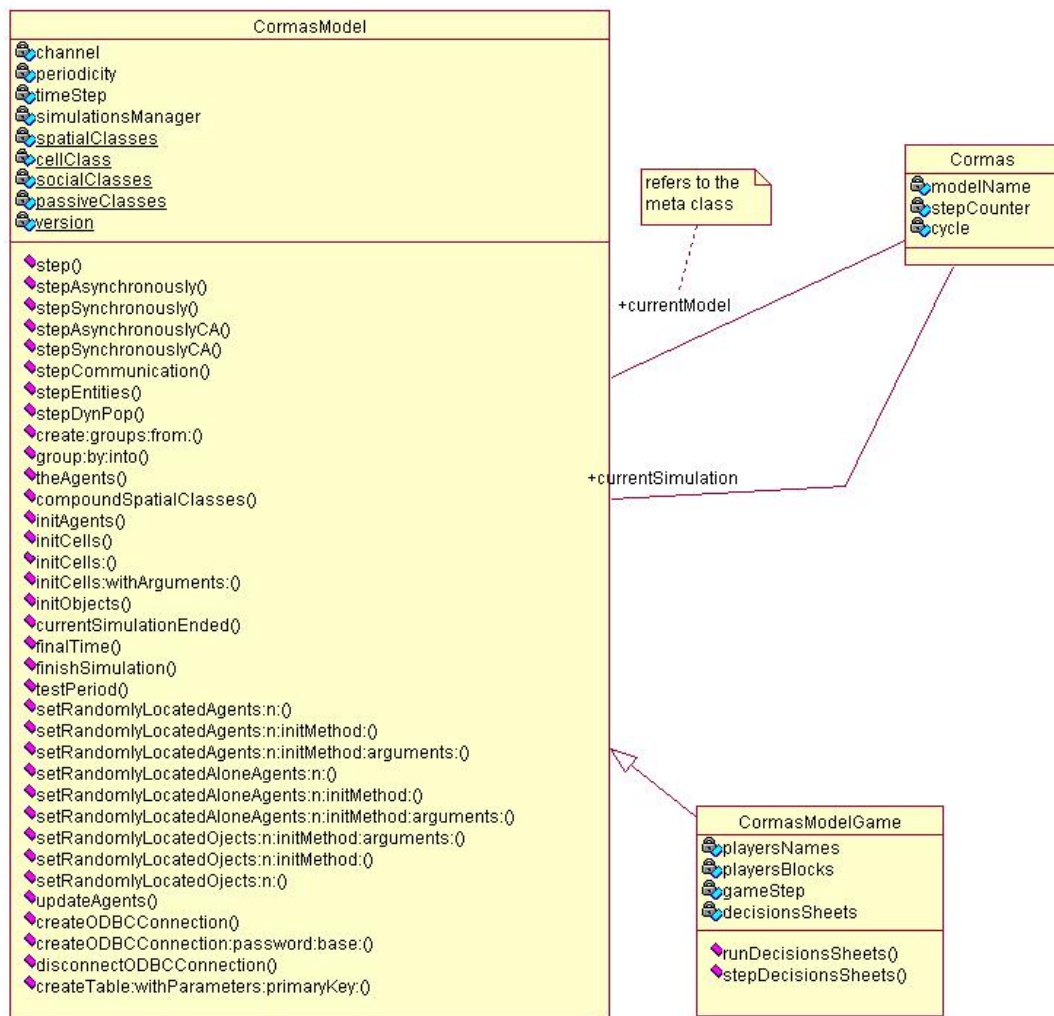 CormasModel
channel
periodicity
timeStep
simulationsManager
spatialClasses
cellClass
socialClasses
passiveClasses
version
step()
stepAsynchronously()
stepSynchronously()
stepAsynchronouslyCA()
stepSynchronouslyCA()
stepCommunication()
stepEntities()
stepDynPop()
create:groups:from:()
group:by:into()
theAgents()
compoundSpatialClasses()
initAgents()
initCells()
initCells:()
initCells:withArguments:()
initObjects()
currentSimulationEnded()
finalTime()
finishSimulation()
testPeriod()
setRandomlyLocatedAgents:n:()
setRandomlyLocatedAgents:n:initMethod:()
setRandomlyLocatedAgents:n:initMethod:arguments:()
setRandomlyLocatedAloneAgents:n:()
setRandomlyLocatedAloneAgents:n:initMethod:()
setRandomlyLocatedAloneAgents:n:initMethod:arguments:()
setRandomlyLocatedOjects:n:initMethod:arguments:()
setRandomlyLocatedOjects:n:initMethod:()
setRandomlyLocatedOjects:n:()
updateAgents()
createODBCConnection()
createODBCConnection:password:base:()
disconnectODBCConnection()
createTable:withParameters:primaryKey:()
refers to the
meta class
+currentModel
+currentSimulation
Cormas
modelName
stepCounter
cycle
CormasModelGame
playersNames
playersBlocks
gameStep
decisionsSheets
runDecisionsSheets()
stepDecisionsSheets()